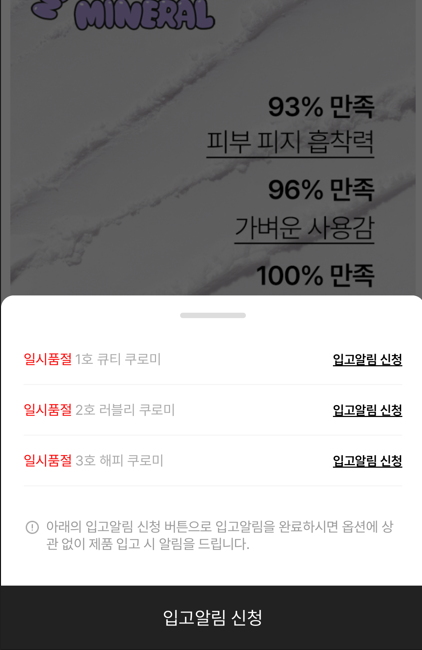 MINERAL
93% 만족
피부 피지 흡착력
96% 만족
가벼운 사용감
100% 만족
일시품절 1호 큐티 쿠로미 입고알림 신청
일시품절 2호 러블리 쿠로미 입고알림 신청
일시품절 3호 해피 쿠로미 입고알림 신청
아래의 입고알림 신청 버튼으로 입고알림을 완료하시면 옵션에 상
관 없이 제품 입고 시 알림을 드립니다.
입고알림 신청